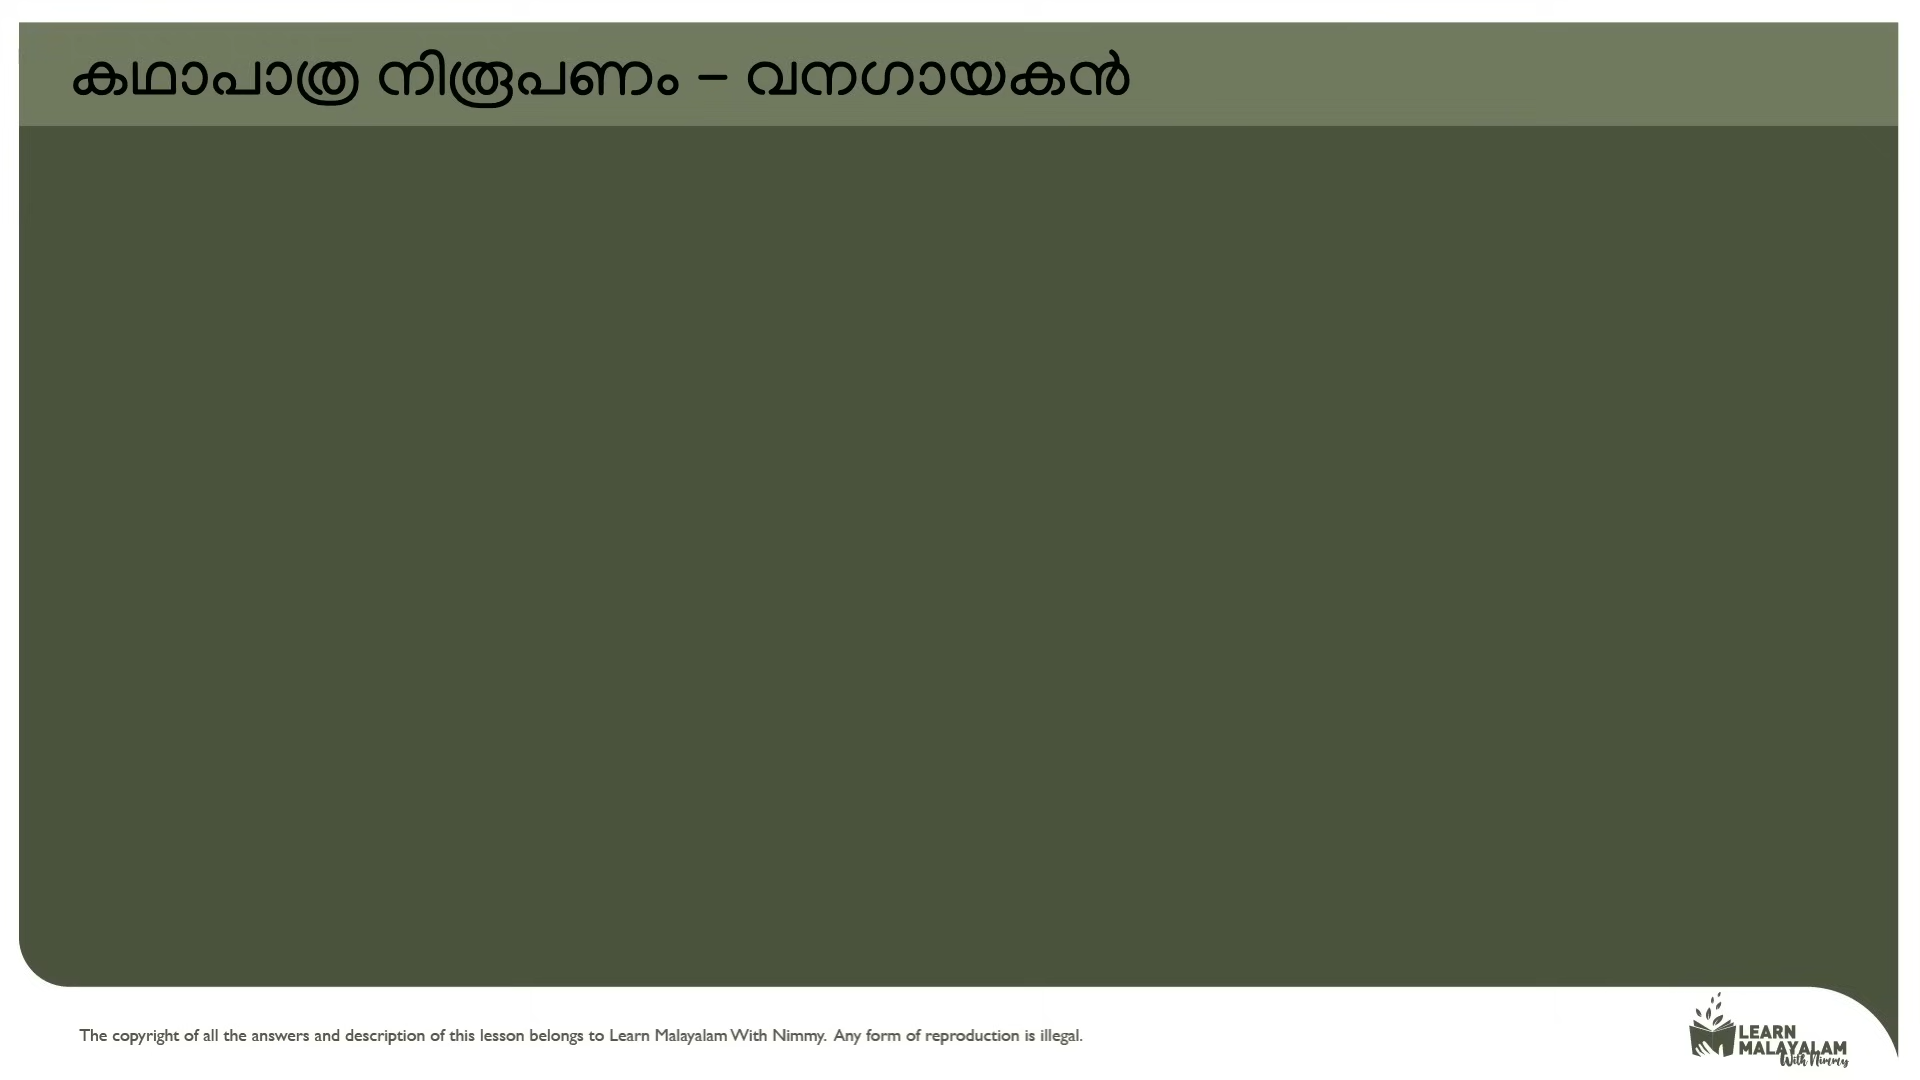 കഥാപാത്ര നിരൂപണം – വനഗായകൻ
The copyright of all the answers and description of this lesson belongs to Learn Malayalam With Nimmy. Any form of reproduction is illegal.
LEARN
MALAYALAM
With Nimmy